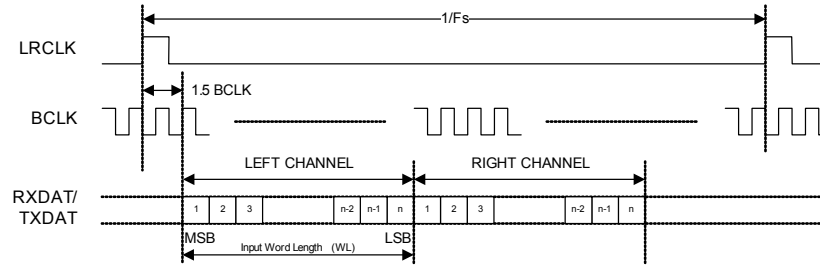 1/Fs
LRCLK
1.5 BCLK
BCLK
LEFT CHANNEL RIGHT CHANNEL
RXDAT/
TXDAT
1 2 3 n-2 n-1 n 1 2 3 n-2 n-1 n
MSB LSB
Input Word Length (WL)